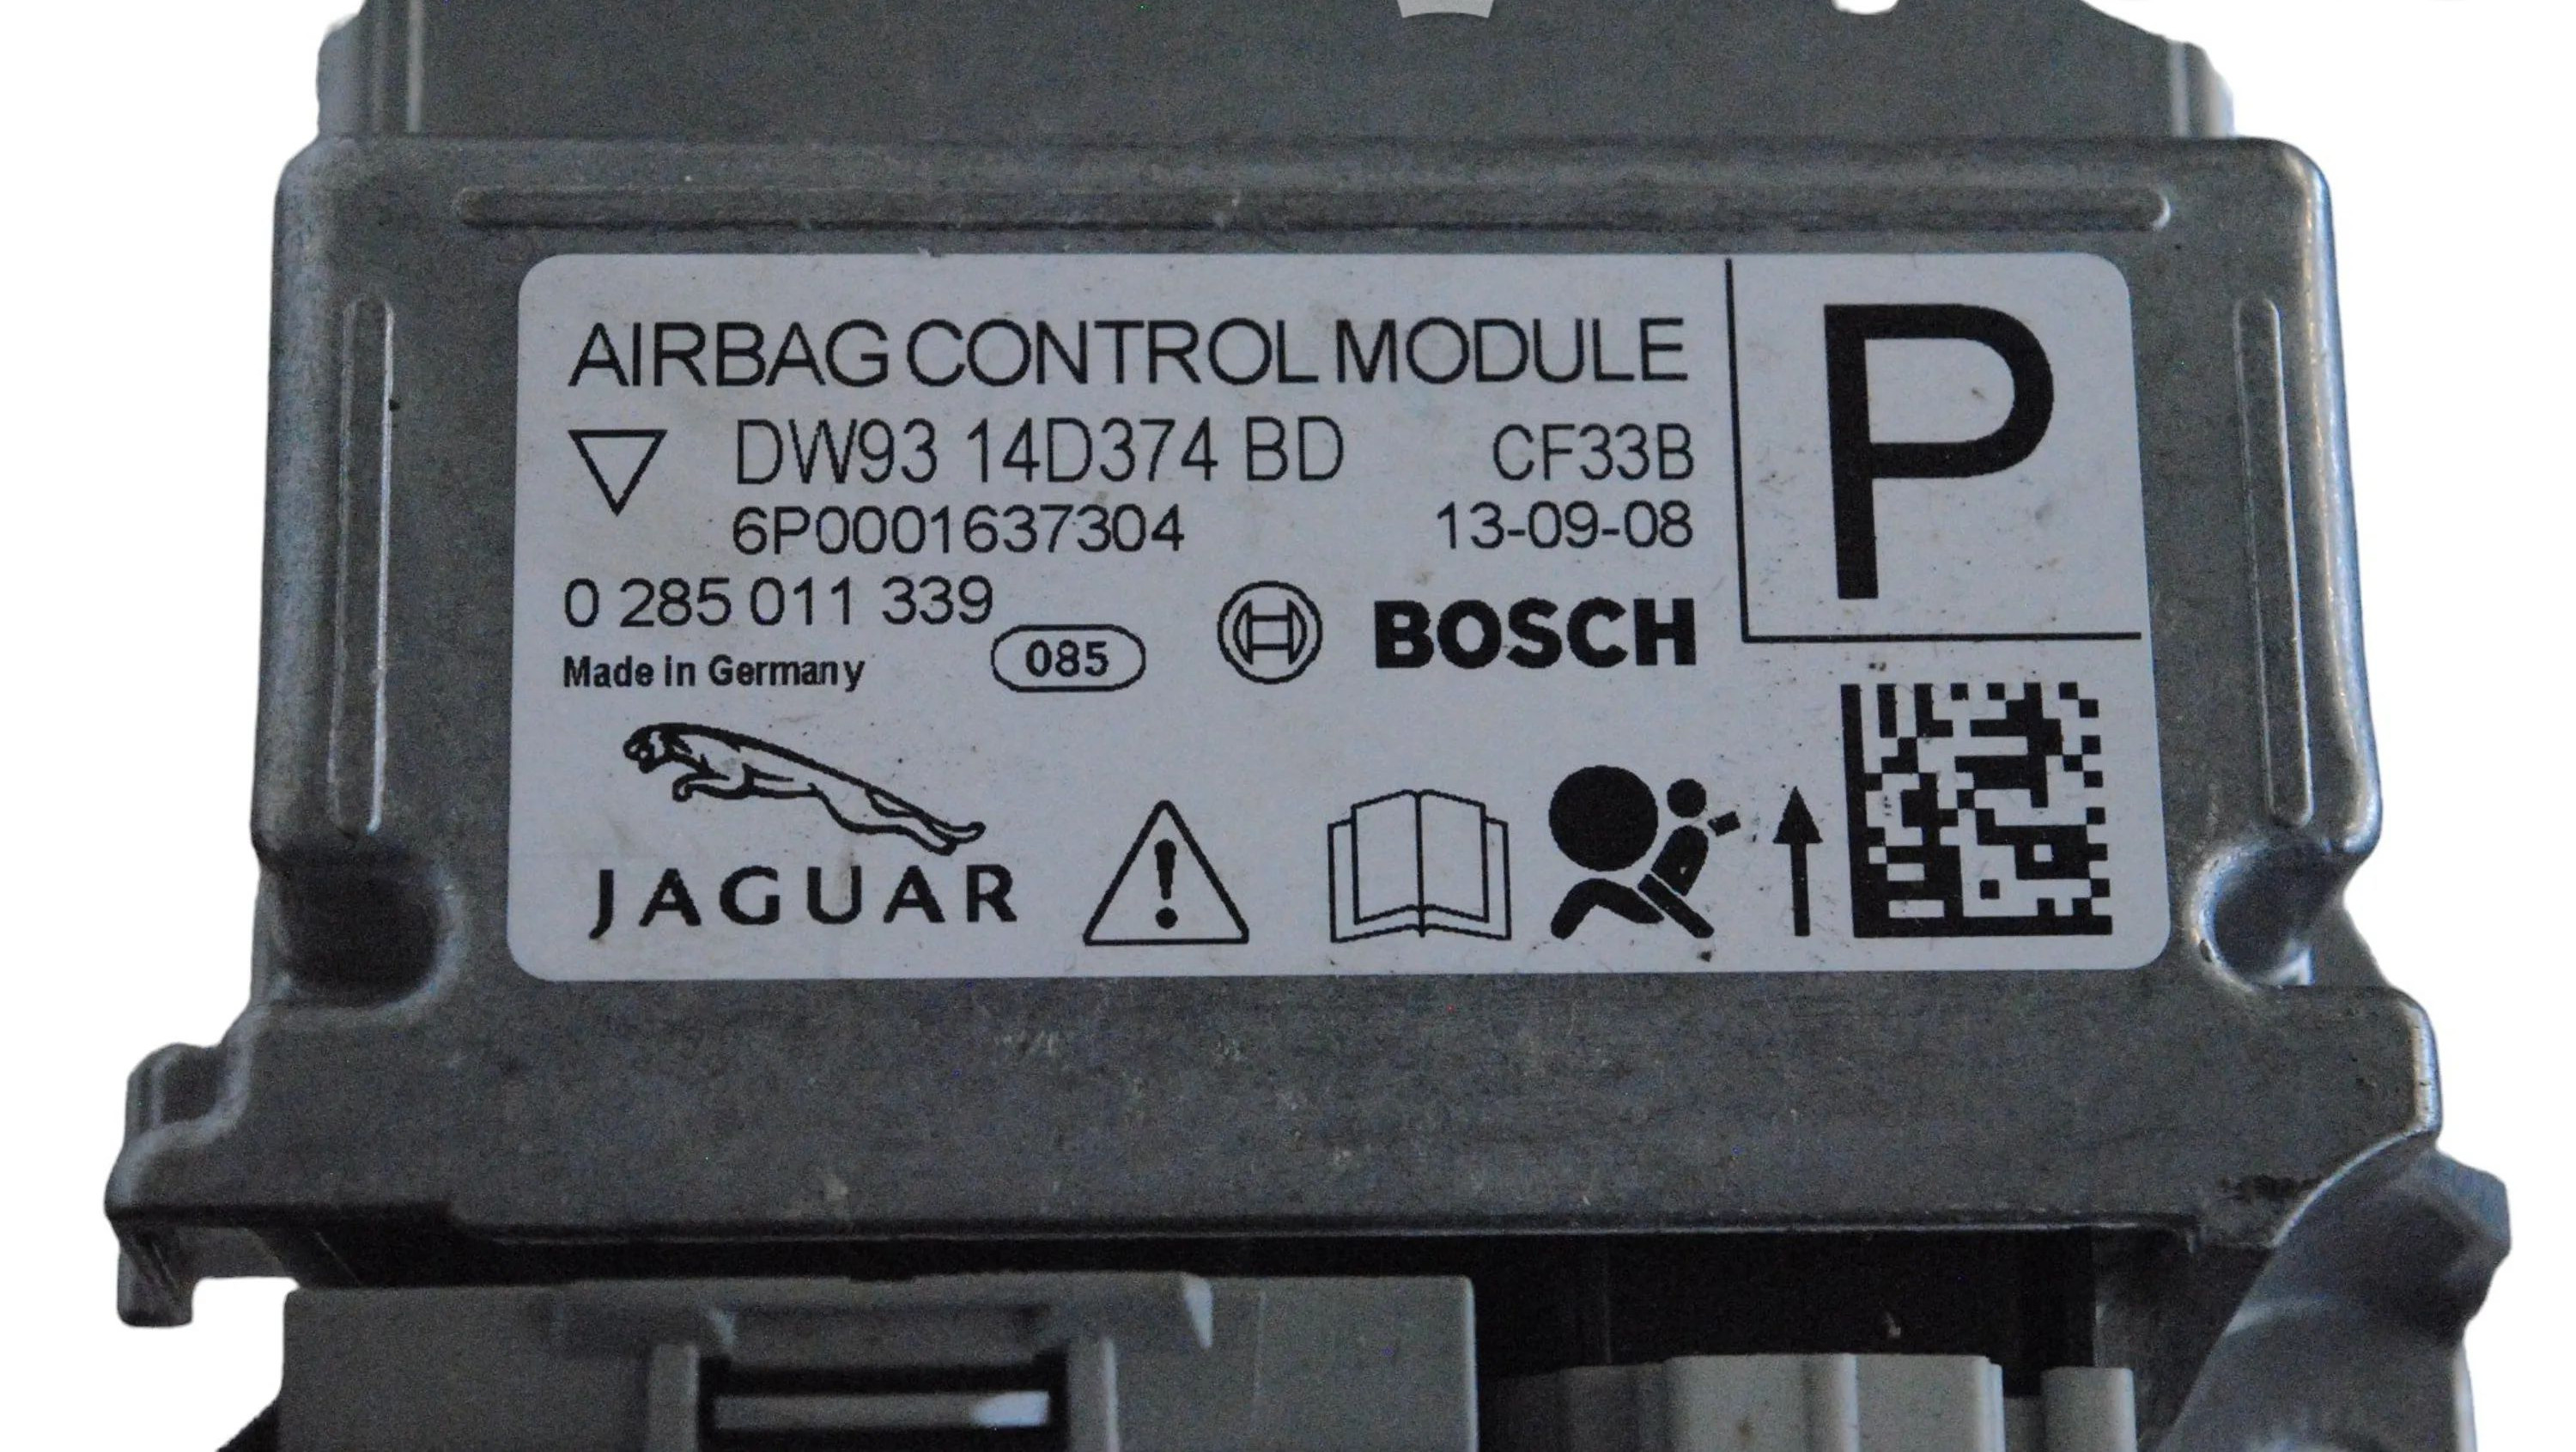 AIRBAG CONTROL MODULE
P
DW93 14D374 BD CF33B
6P0001637304 13-09-08
0 285 011 339
Made in Germany 085 BOSCH
JAGUAR